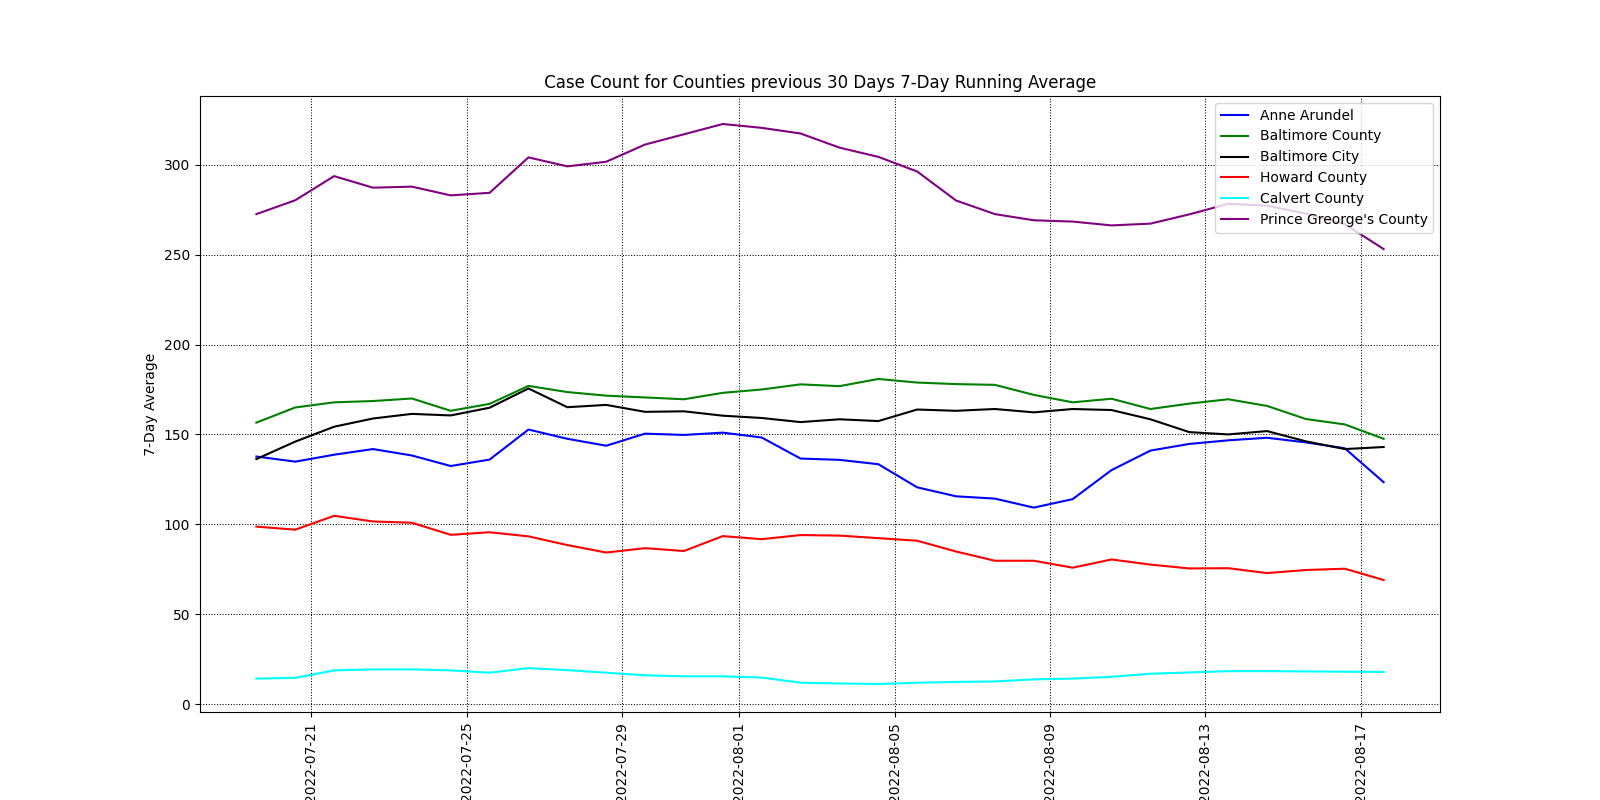 Case Count for Counties previous 30 Days 7-Day Running Average
Anne Arundel
Baltimore County
Baltimore City
Howard County
Calvert County
Prince Greorge's County
7-Day Average
300
250
200
150
100
50
0
2022-07-21
2022-07-25
2022-07-29
2022-08-01
2022-08-05
2022-08-09
2022-08-13
2022-08-17